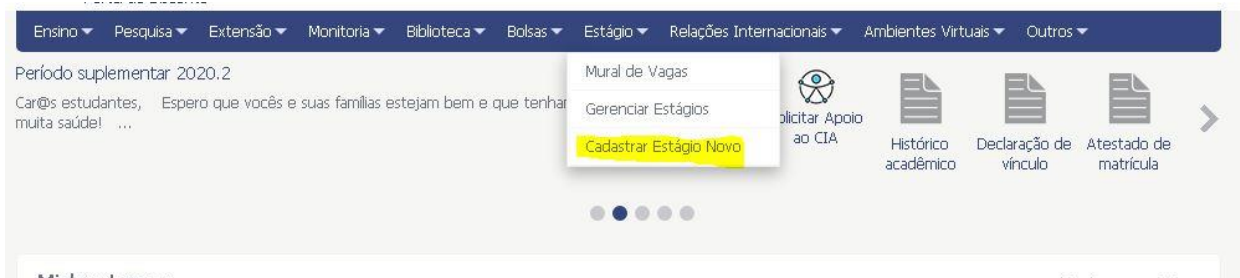 Ensino Pesquisa Extensão Monitoria Biblioteca Bolsas Estágio Relações Internacionais Ambientes Virtuais Outros
Período suplementar 2020.2
Car@s estudantes, Espero que vocês e suas famílias estejam bem e que
muita saúde! ...
Mural de Vagas
Gerenciar Estágios
Cadastrar Estágio Novo
Apoio
ao CIA
Histórico
acadêmico
Declaração de
vínculo
Atestado de
matrícula